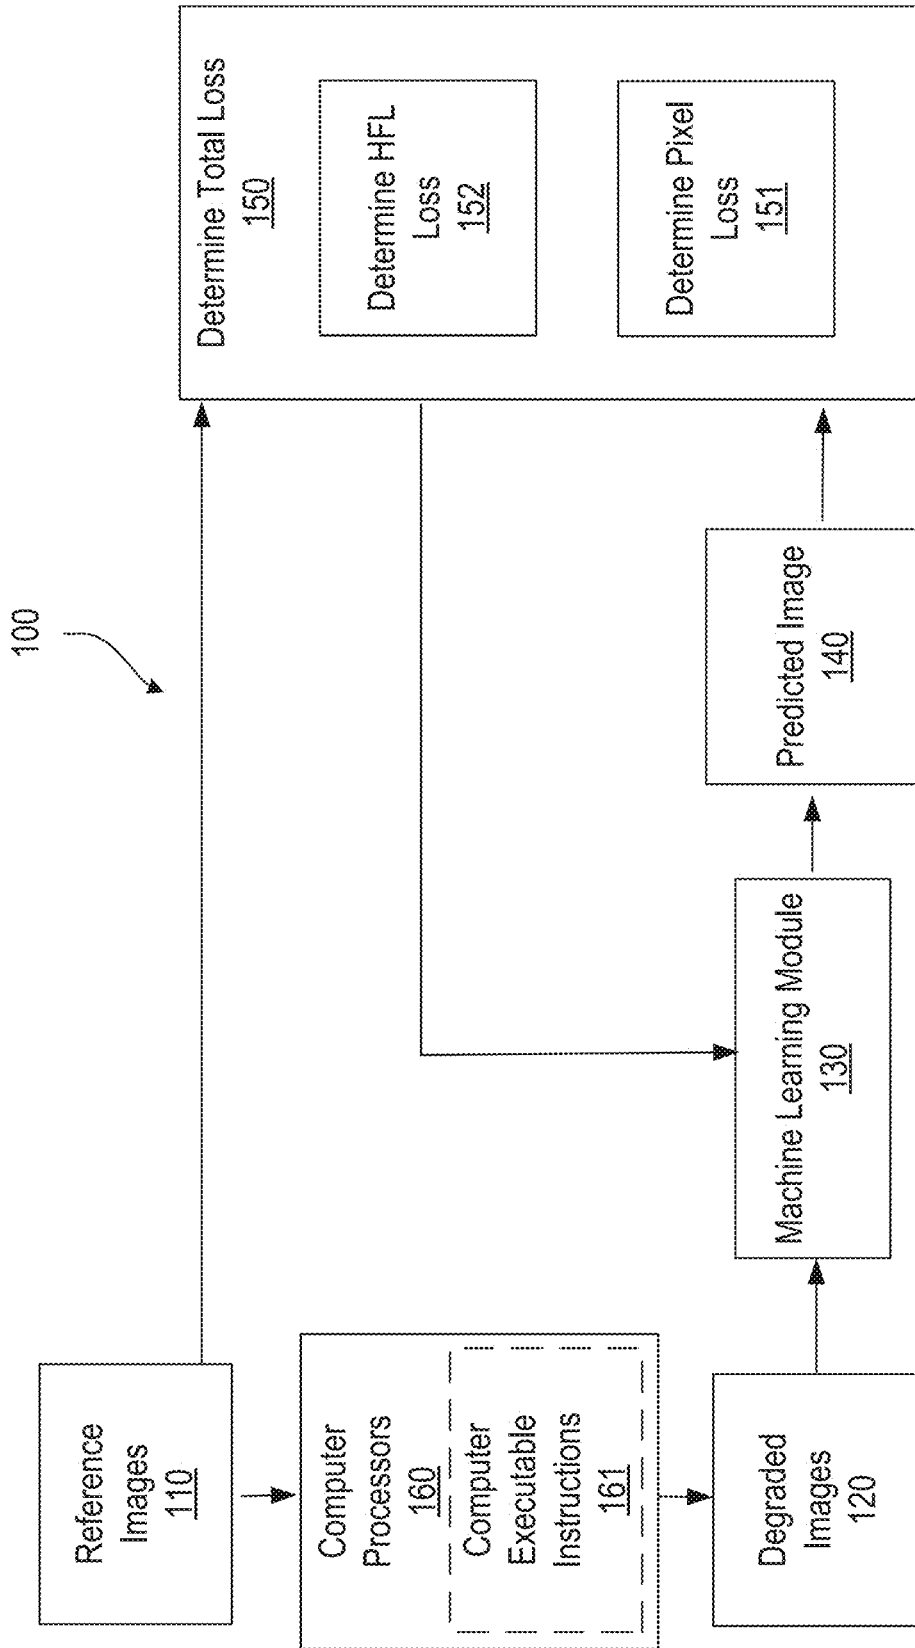 100
Reference
Images
110
Computer
Processors
160
Computer
Executable
Instructions
161
Degraded
Images
120
Machine Learning Module
130
Predicted Image
140
Determine Total Loss
150
Determine HFL
Loss
152
Determine Pixel
Loss
151